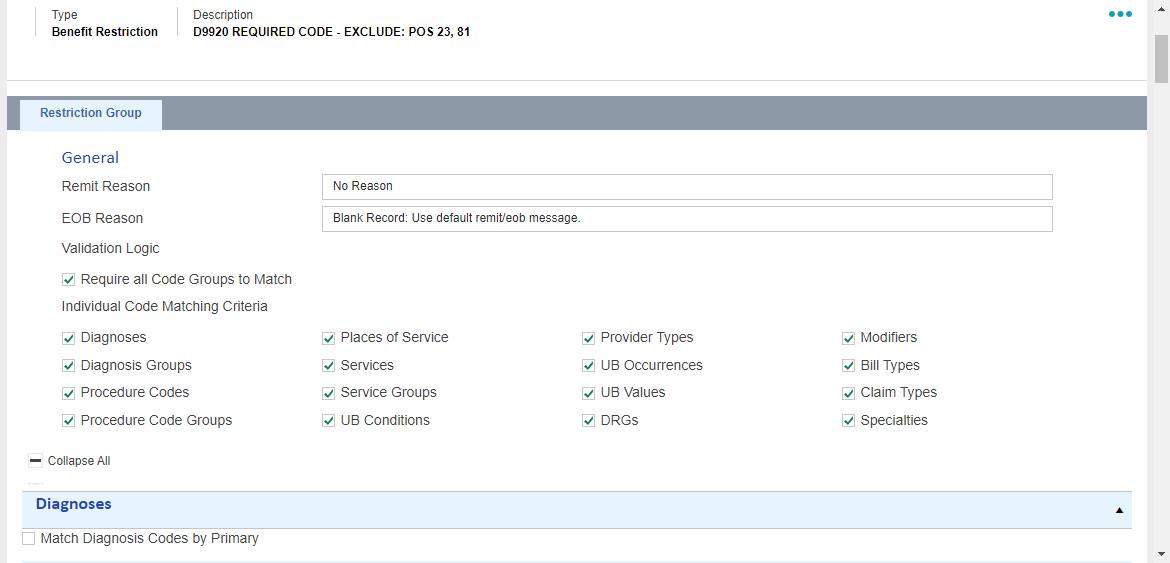 Type Description
Benefit Restriction D9920 REQUIRED CODE - EXCLUDE: POS 23, 81
Restriction Group
General
Remit Reason No Reason
EOB Reason Blank Record: Use default remit/eob message.
Validation Logic
Require all Code Groups to Match
Individual Code Matching Criteria
Diagnoses Places of Service Provider Types Modifiers
Diagnosis Groups Services UB Occurrences Bill Types
Procedure Codes Service Groups UB Values Claim Types
Procedure Code Groups UB Conditions DRGs Specialties
Collapse All
Diagnoses
Match Diagnosis Codes by Primary